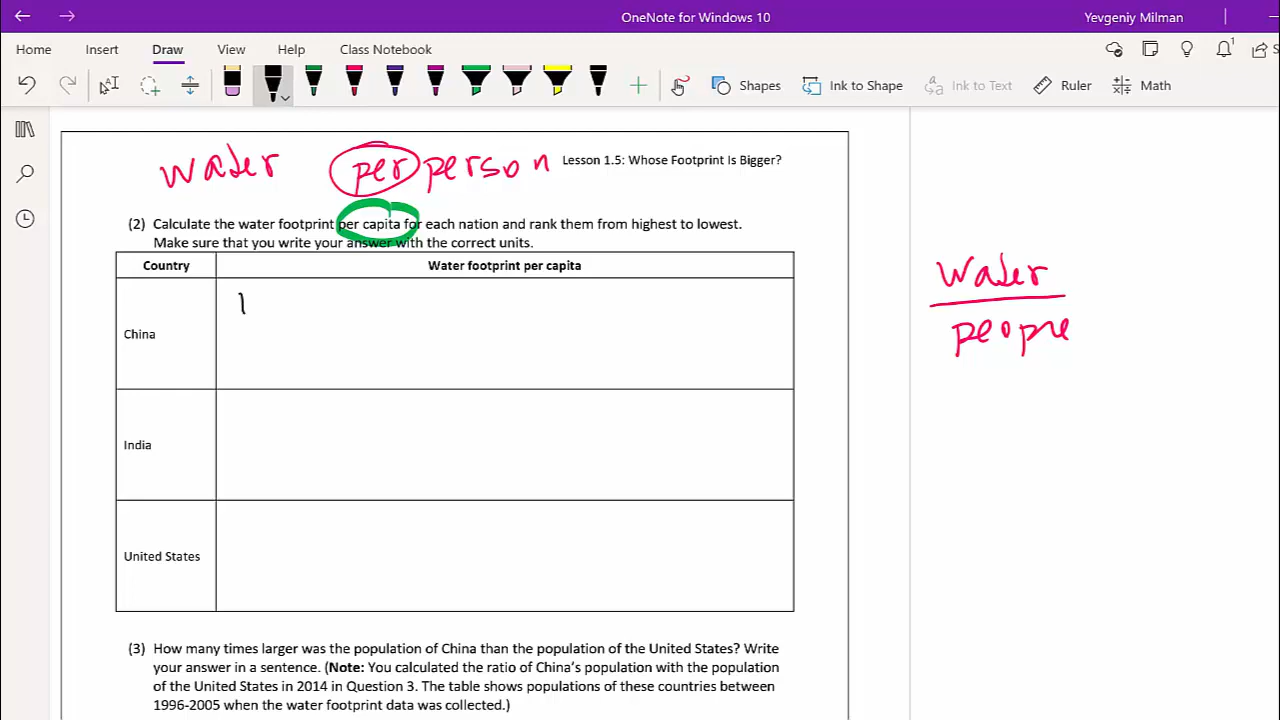 OneNote for Windows 10
Yevgeniy Milman
Home Insert Draw View Help Class Notebook
Shapes Ink to Shape Ink to Text Ruler Math
water per person
Lesson 1.5: Whose Footprint Is Bigger?
(2) Calculate the water footprint per capita for each nation and rank them from highest to lowest.
Make sure that you write your answer with the correct units.
Country Water footprint per capita
China
India
United States
water
people
(3) How many times larger was the population of China than the population of the United States? Write
your answer in a sentence. (Note: You calculated the ratio of China's population with the population
of the United States in 2014 in Question 3. The table shows populations of these countries between
1996-2005 when the water footprint data was collected.)